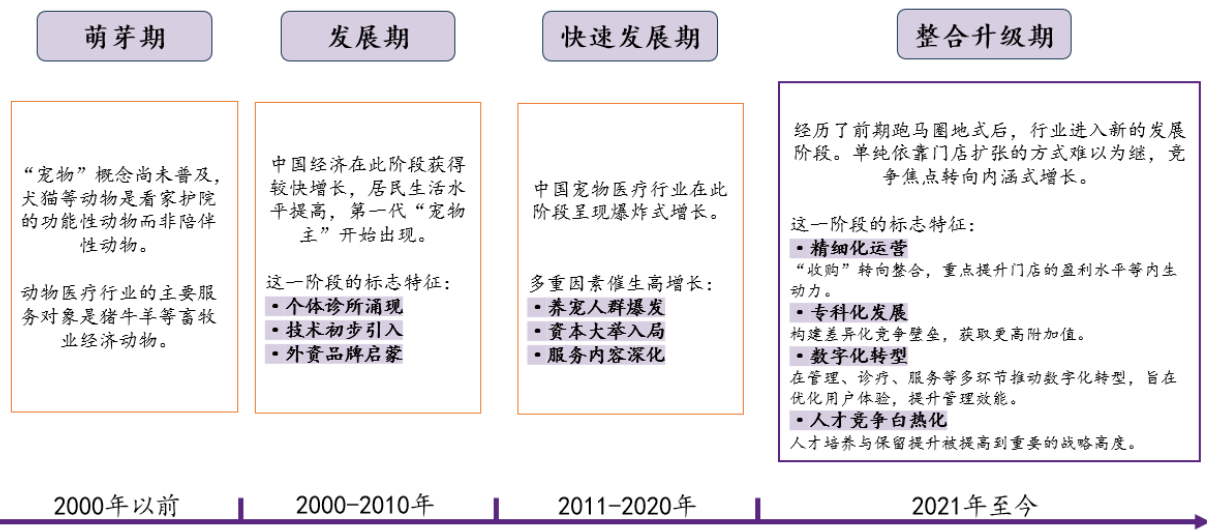 萌芽期
“宠物”概念尚未普及，
犬猫等动物是看家护院
的功能性动物而非陪伴
性动物。
动物医疗行业的主要服
务对象是猪牛羊等畜牧
业经济动物。
2000年以前
发展期
中国经济在此阶段获得
较快增长，居民生活水
平提高，第一代“宠物
主”开始出现。
这一阶段的标志特征：
•个体诊所涌现
•技术初步引入
•外资品牌启蒙
2000-2010年
快速发展期
中国宠物医疗行业在此
阶段呈现爆炸式增长。
多重因素催生高增长：
•养宠人群爆发
•资本大举入局
•服务内容深化
2011-2020年
整合升级期
经历了前期跑马圈地式后，行业进入新的发展
阶段。单纯依靠门店扩张的方式难以为继，竞
争焦点转向内涵式增长。
这一阶段的标志特征：
•精细化运营
“收购”转向整合，重点提升门店的盈利水平等内生
动力。
•专科化发展
构建差异化竞争壁垒，获取更高附加值。
•数字化转型
在管理、诊疗、服务等多环节推动数字化转型，旨在
优化用户体验，提升管理效能。
•人才竞争白热化
人才培养与保留提升被提高到重要的战略高度。
2021年至今